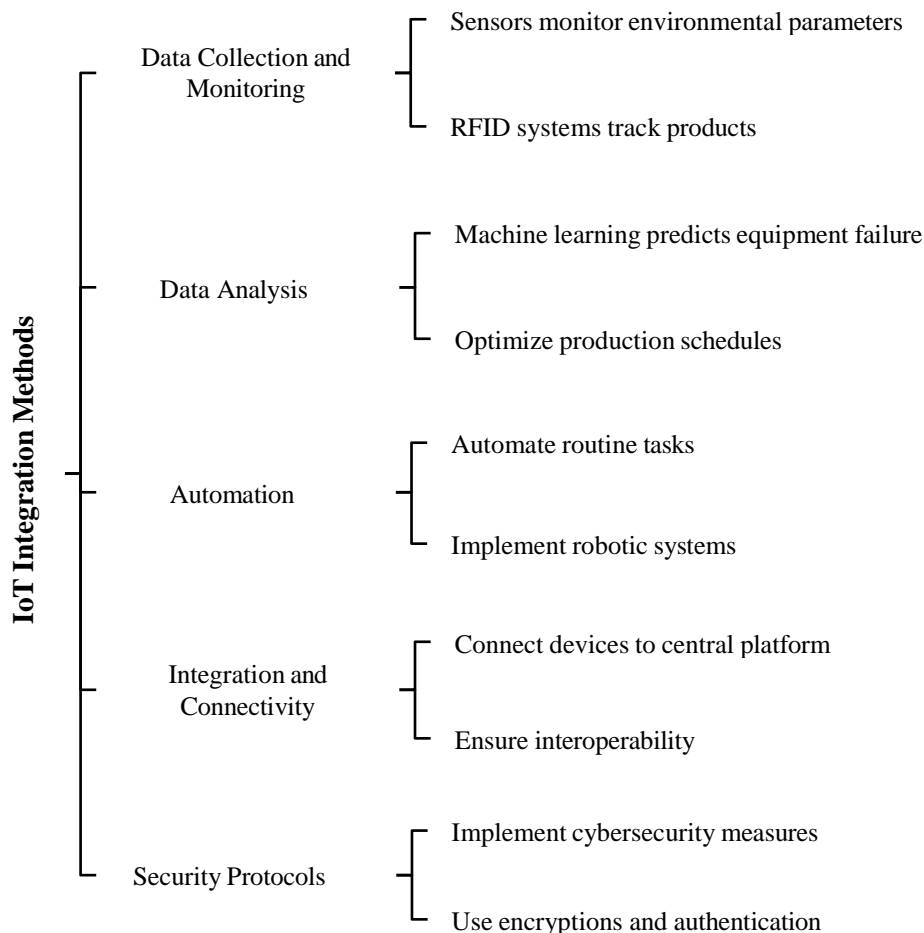 IoT Integration Methods
Data Collection and
Monitoring
Sensors monitor environmental parameters
RFID systems track products
Data Analysis
Machine learning predicts equipment failure
Optimize production schedules
Automation
Automate routine tasks
Implement robotic systems
Integration and
Connectivity
Connect devices to central platform
Ensure interoperability
Security Protocols
Implement cybersecurity measures
Use encryptions and authentication